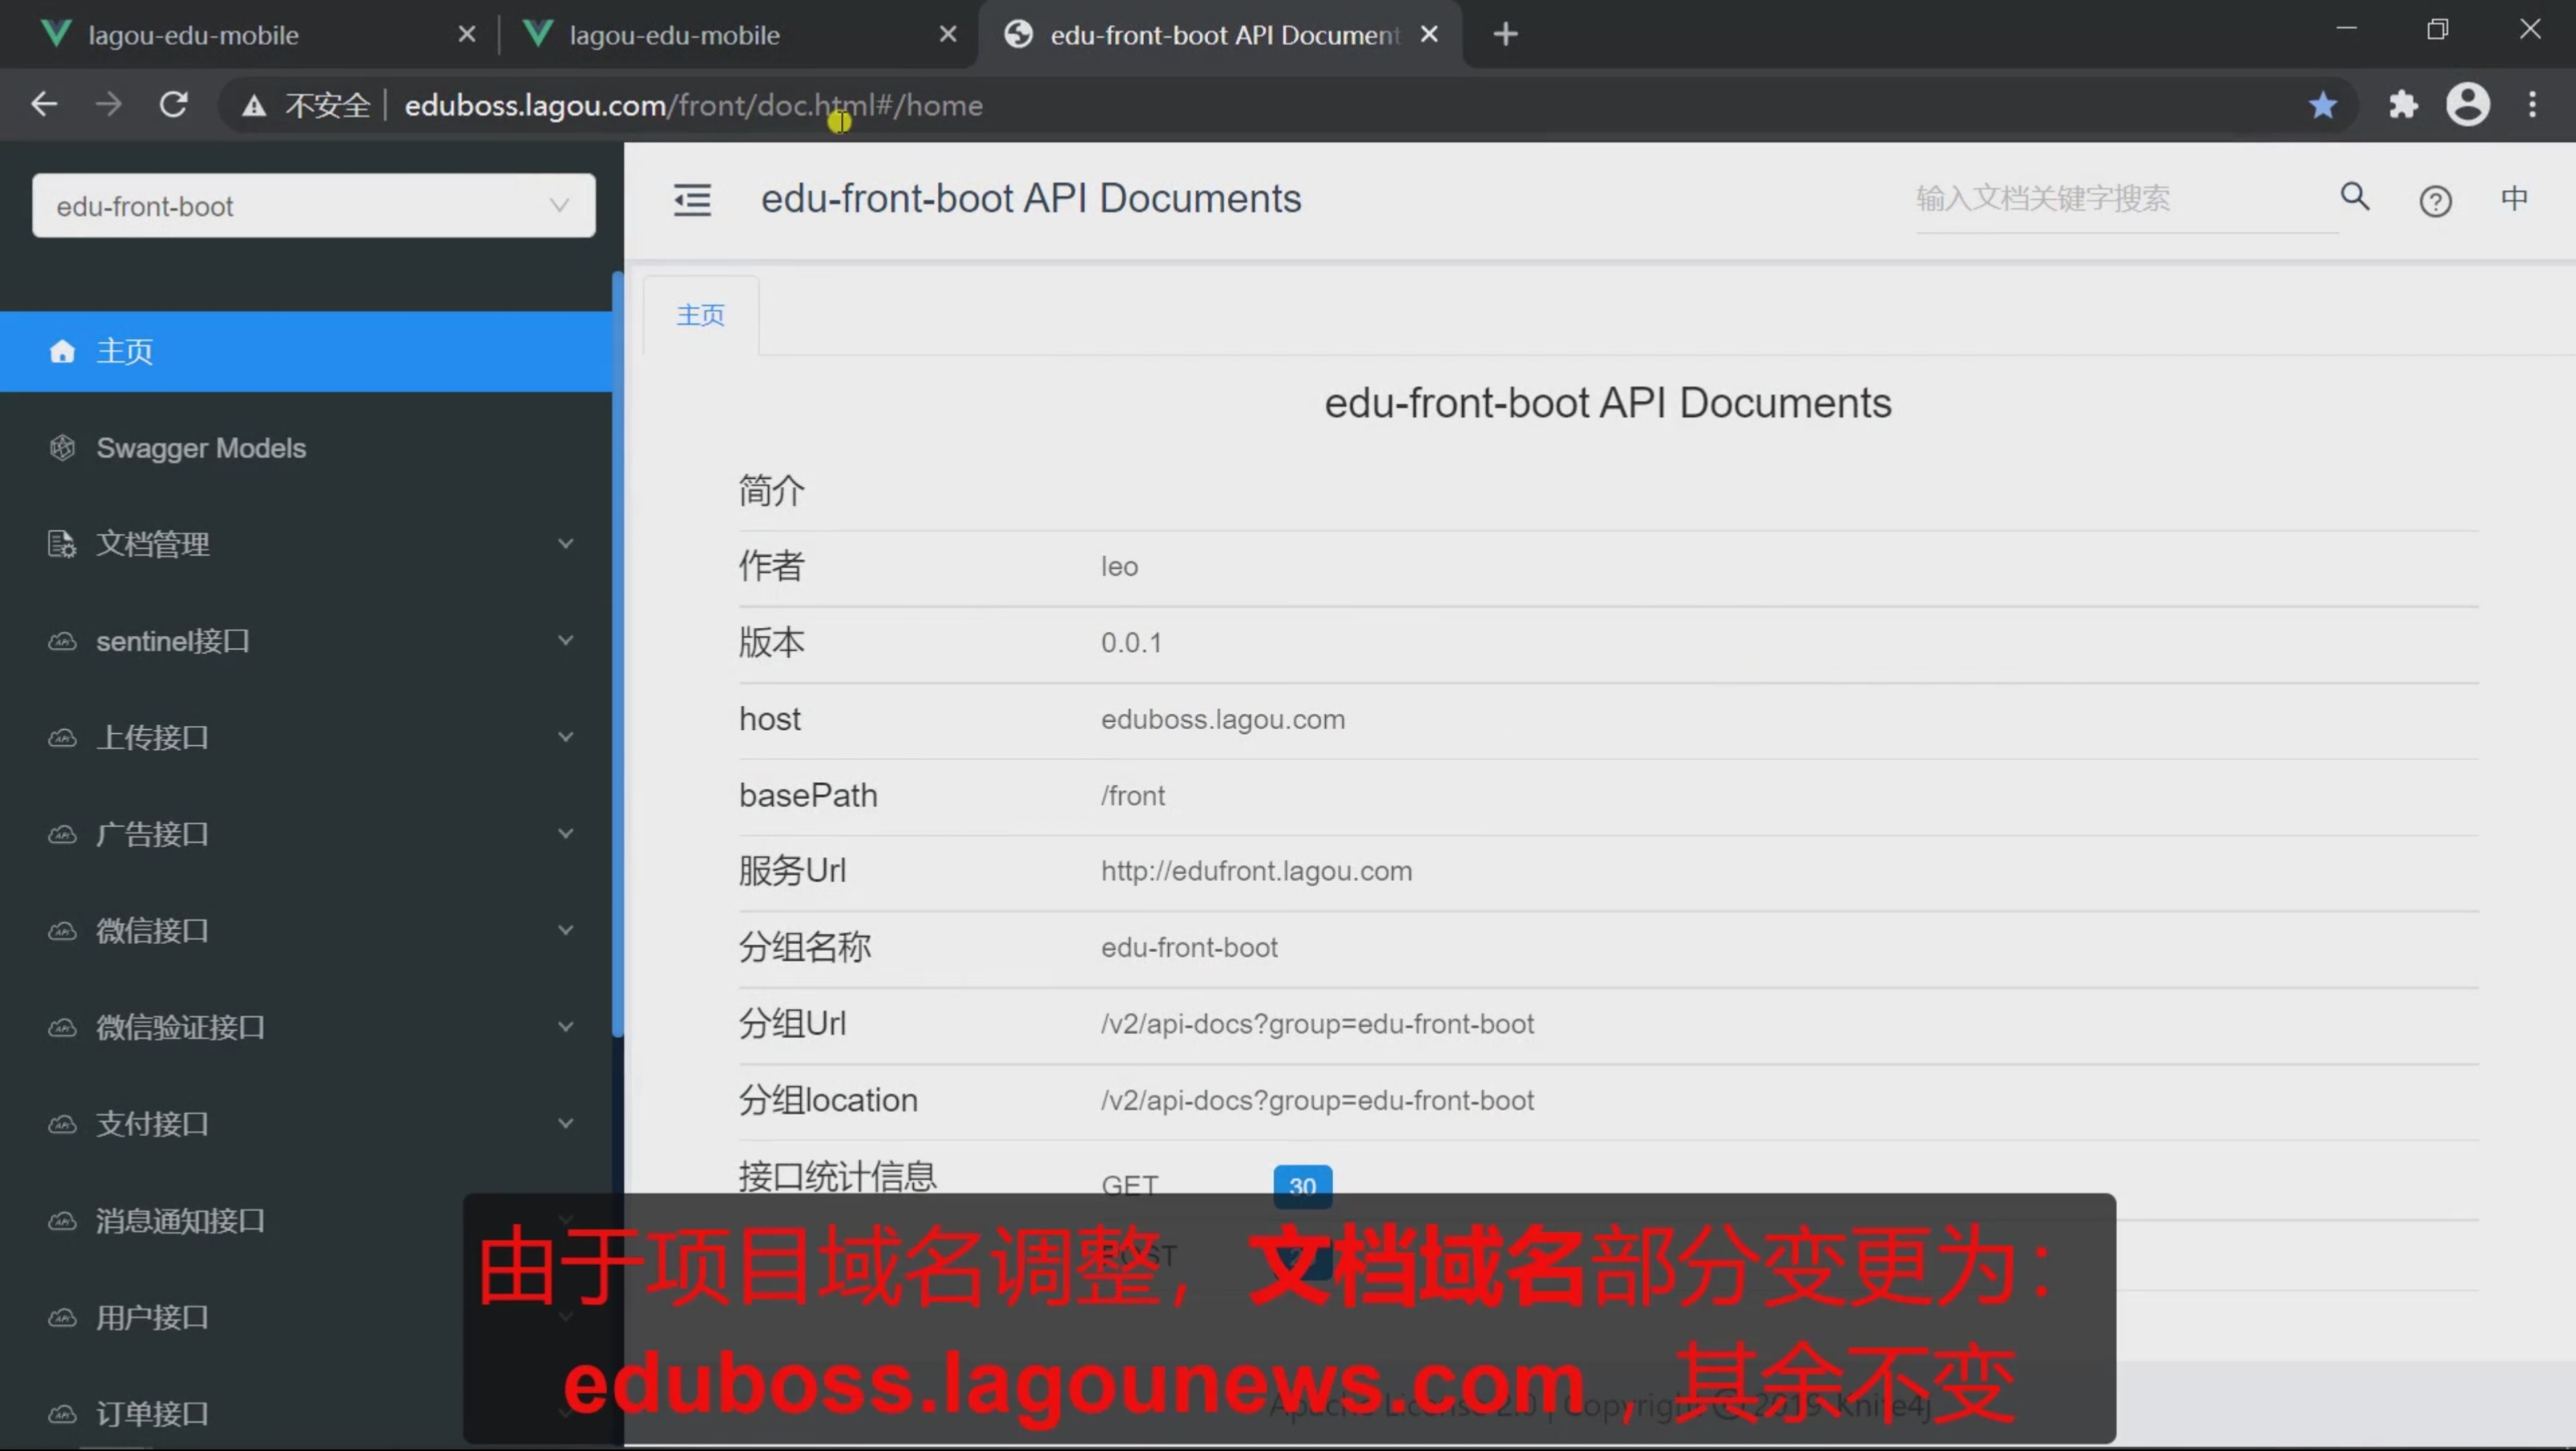 lagou-edu-mobile
lagou-edu-mobile
edu-front-boot API Document
不安全
eduboss.lagou.com/front/doc.html#/home
edu-front-boot
edu-front-boot API Documents
输入文档关键字搜索
中
主页
Swagger Models
文档管理
sentinel接口
上传接口
广告接口
微信接口
微信验证接口
支付接口
消息通知接口
用户接口
订单接口
主页
edu-front-boot API Documents
简介
作者 leo
版本 0.0.1
host eduboss.lagou.com
basePath /front
服务Url http://edufront.lagou.com
分组名称 edu-front-boot
分组Url /v2/api-docs?group=edu-front-boot
分组location /v2/api-docs?group=edu-front-boot
接口统计信息 GET 30
POST
由于项目域名调整，文档域名部分变更为：
eduboss.lagounews.com，其余不变
Apache License 2.0 | Copyright © 2019-Knife4j